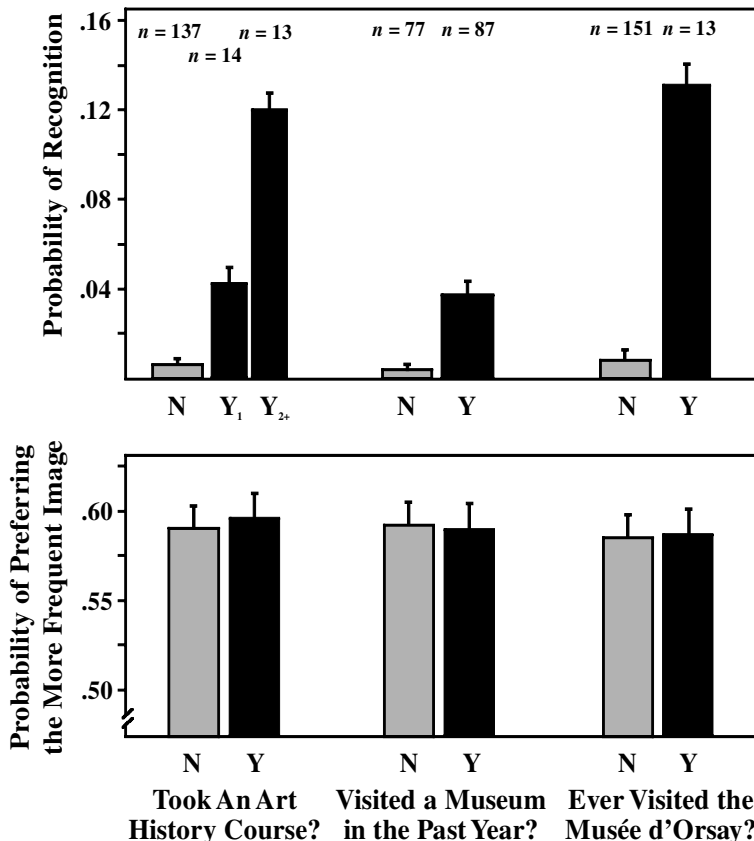 Probability of Recognition
.16
.12
.08
.04
n = 137
n = 14
n = 13
n = 77
n = 87
n = 151
n = 13
N Y1 Y2+ N Y N Y
Probability of Preferring
the More Frequent Image
.60
.55
.50
N Y N Y N Y
Took An Art
History Course?
Visited a Museum
in the Past Year?
Ever Visited the
Musée d’Orsay?